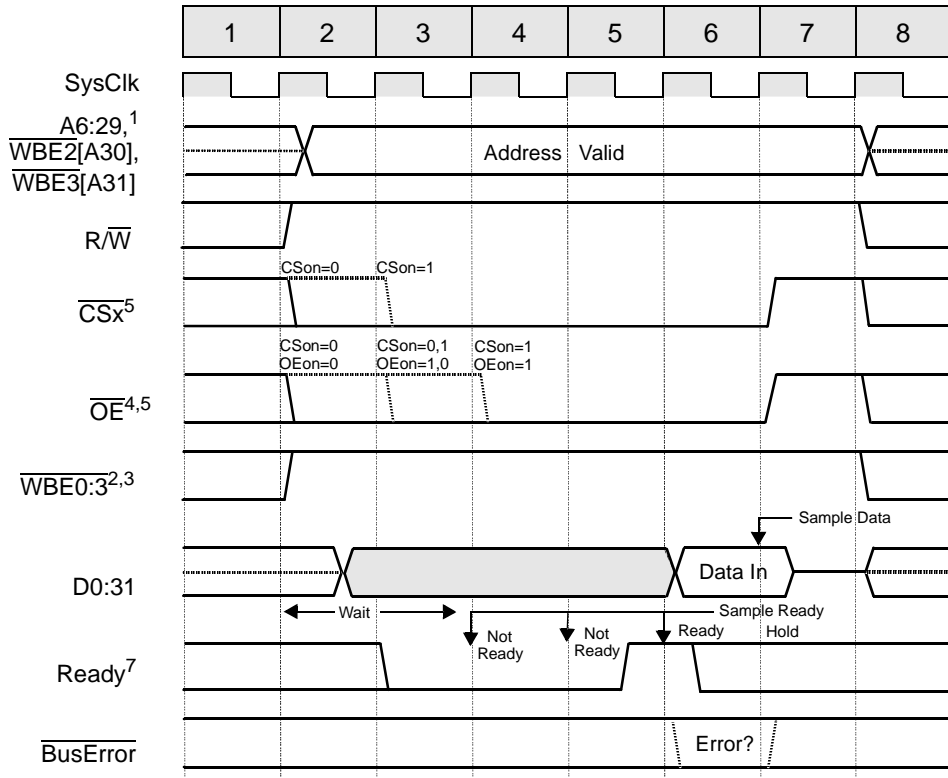 1 2 3 4 5 6 7 8
SysClk
A6:29,1
WBE2[A30],
WBE3[A31]
Address Valid
R/W
CSon=0 CSon=1
CSx5
CSon=0 CSon=0,1 CSon=1
OEon=0 OEon=1,0 OEon=1
OE4,5
WBE0:32,3
Sample Data
D0:31
Data In
Wait
Sample Ready
Not Ready
Not Ready
Ready
Hold
Ready7
BusError
Error?